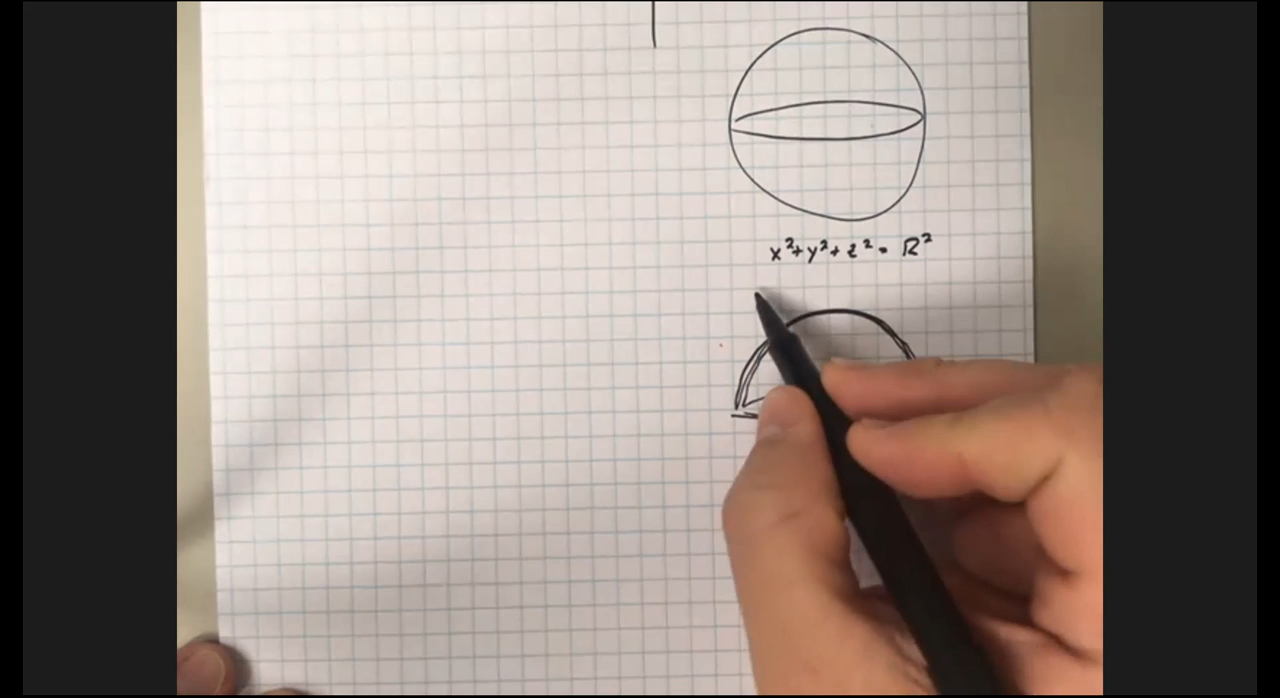 x²+y²+z² = R²